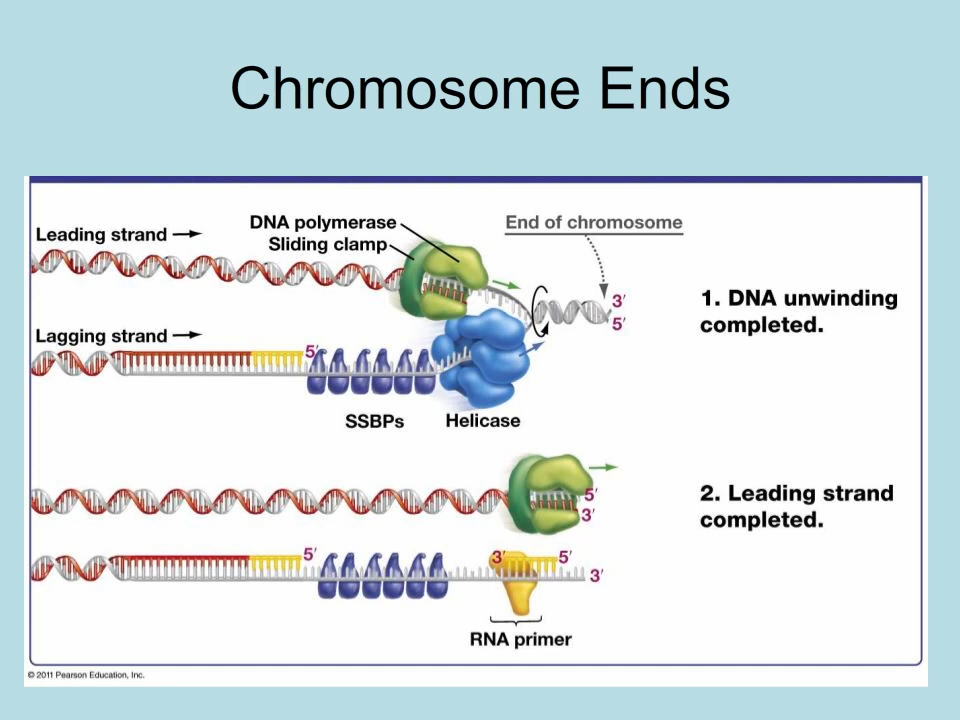 Chromosome Ends
Leading strand
DNA polymerase
Sliding clamp
End of chromosome
3′
5′
1. DNA unwinding
completed.
Lagging strand
5′
SSBPs
Helicase
5′
3′
2. Leading strand
completed.
5′
3′
5′
3′
RNA primer
© 2011 Pearson Education, Inc.